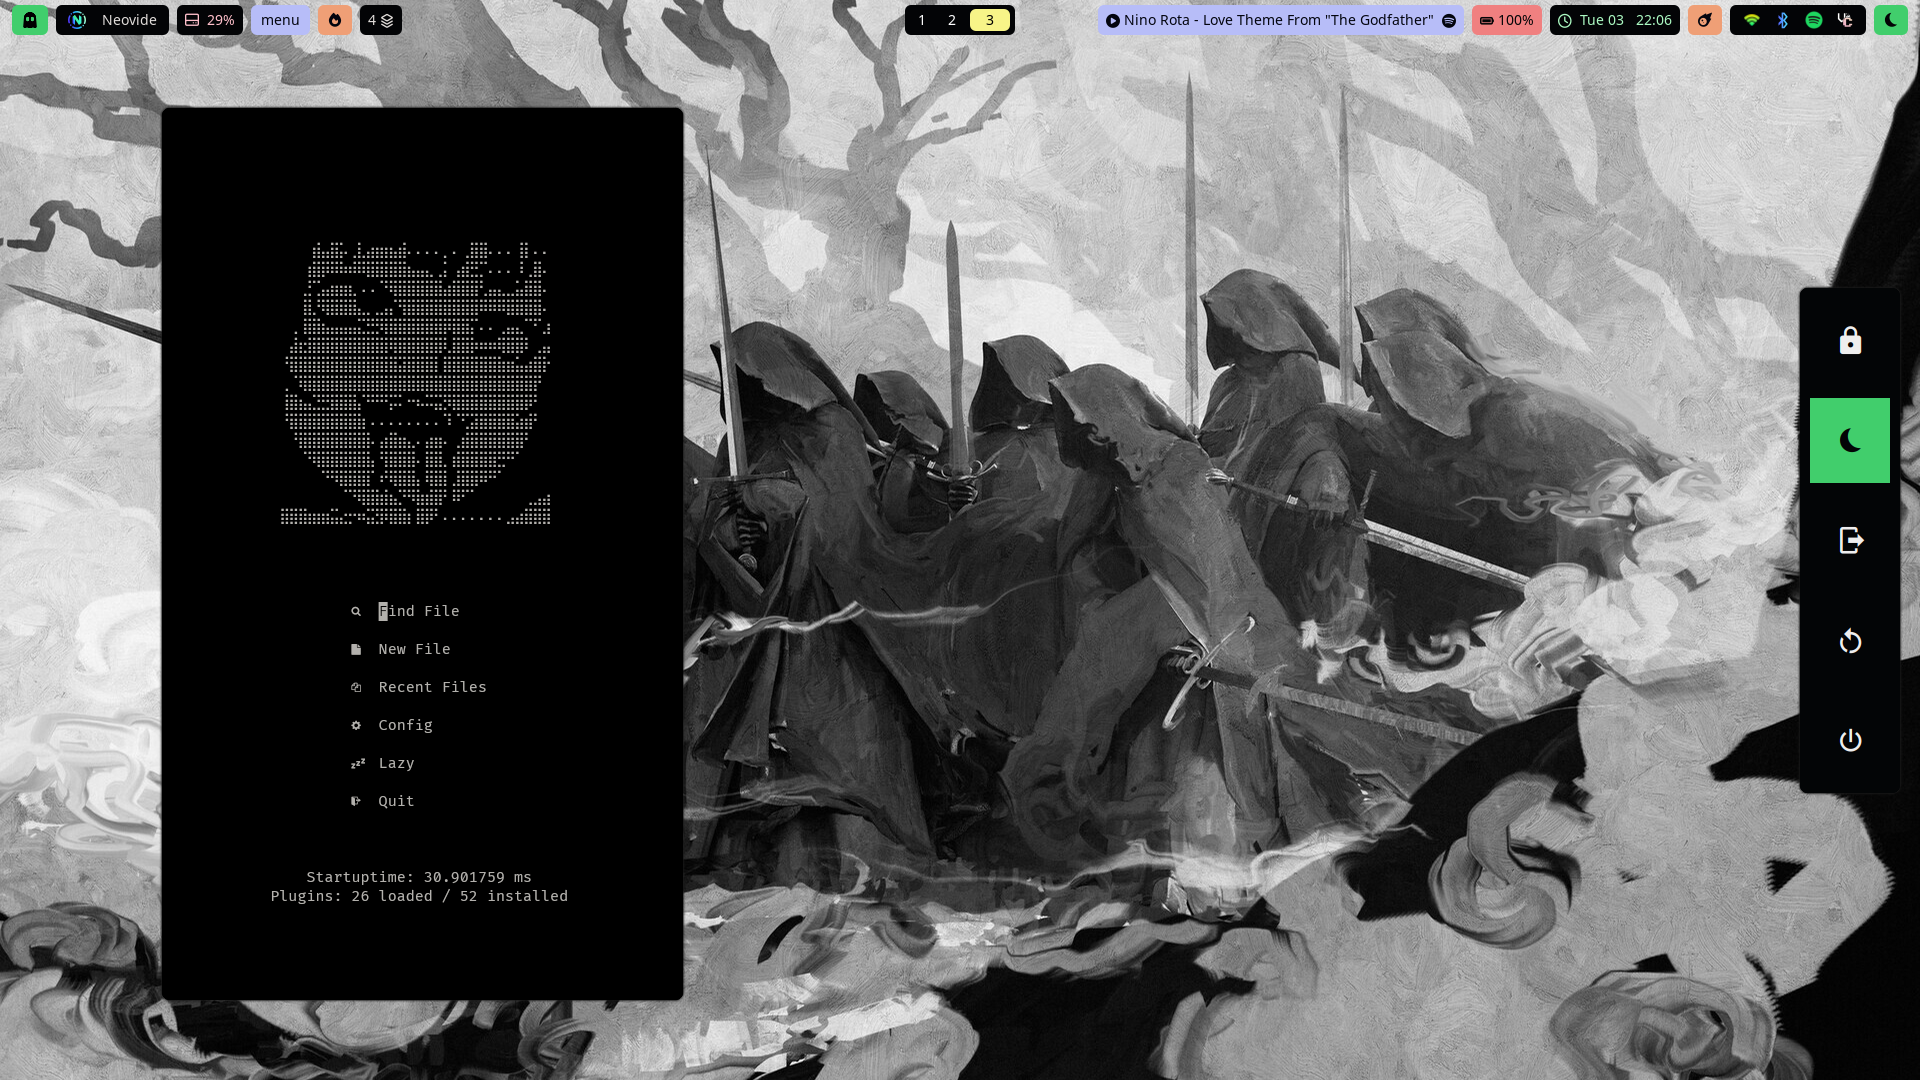 Neovide
29%
menu
4
1 2 3
Nino Rota - Love Theme From "The Godfather"
100%
Tue 03 22:06
Find File
New File
Recent Files
Config
Lazy
Quit
Startuptime: 30.901759 ms
Plugins: 26 loaded / 52 installed